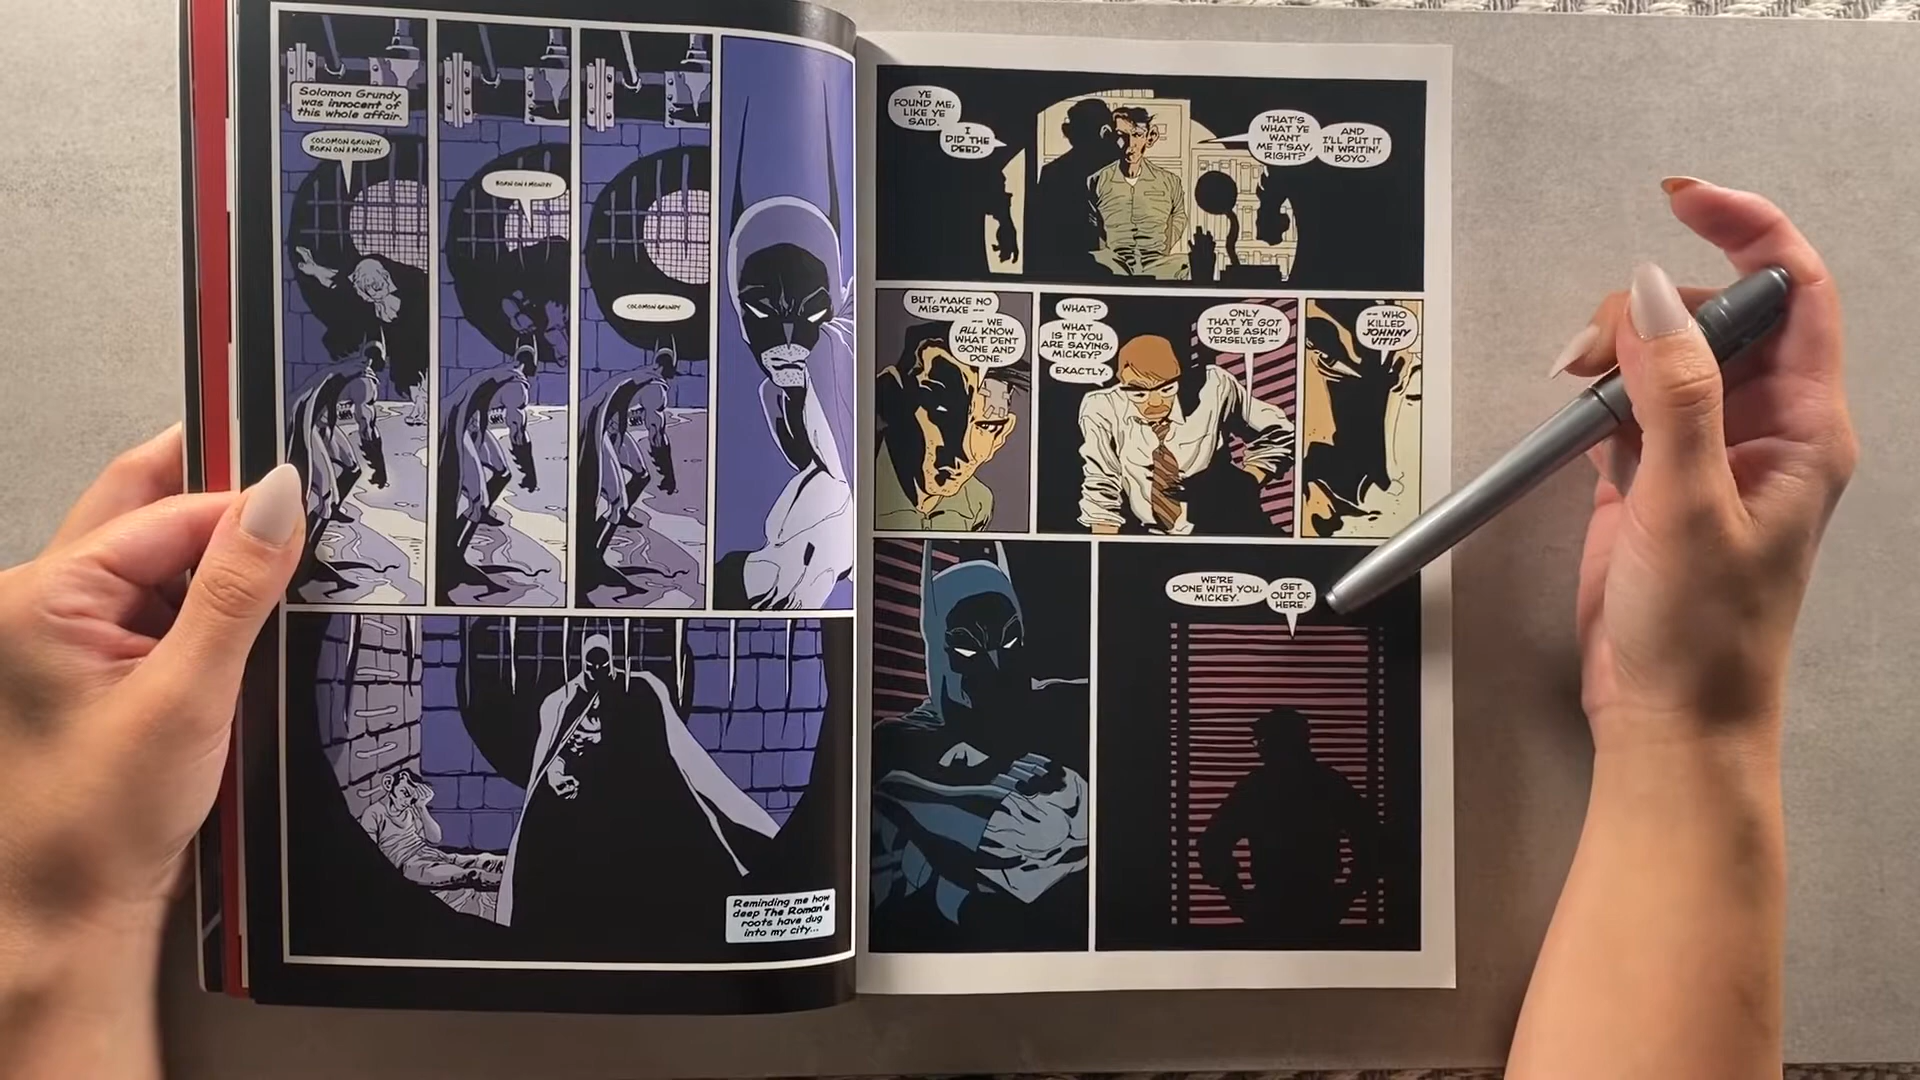 Solomon Grundy
was innocent of
this whole affair.
SOLOMON GRUNDY
BORN ON A MONDAY
BORN ON A MONDAY
SOLOMON GRUNDY
Reminding me how
deep The Roman's
roots have dug
into my city...
YE
FOUND ME,
LIKE YE
SAID.
I
DID THE
DEED.
THAT'S
WHAT YE
WANT
ME T'SAY,
RIGHT?
AND
I'LL PUT IT
IN WRITIN',
BOYO.
BUT, MAKE NO
MISTAKE --
-- WE
ALL KNOW
WHAT DENT
GONE AND
DONE.
WHAT?
WHAT
IS IT YOU
ARE SAYING,
MICKEY?
EXACTLY.
ONLY
THAT YE GOT
TO BE ASKIN'
YERSELVES --
-- WHO
KILLED
JOHNNY
VITI?
WE'RE
DONE WITH YOU,
MICKEY.
GET
OUT OF
HERE.